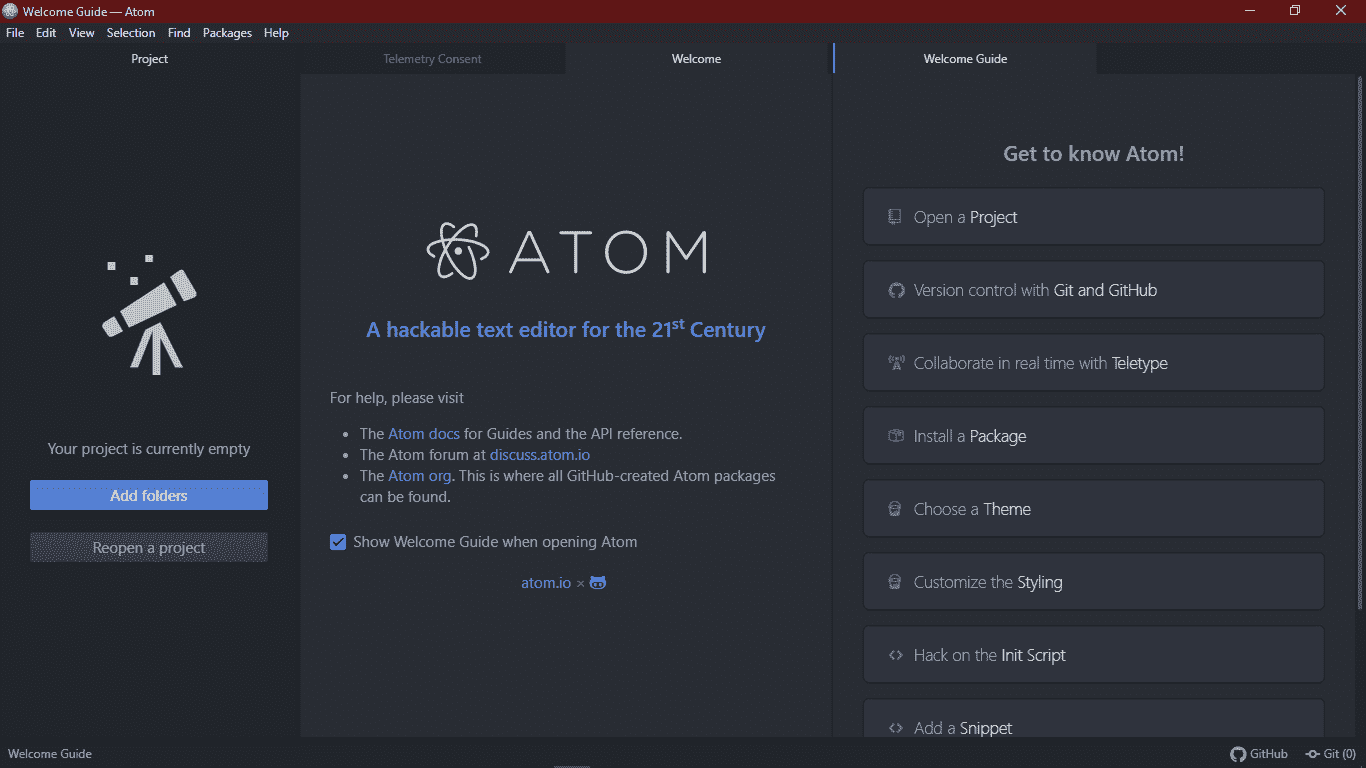 Welcome Guide — Atom
File Edit View Selection Find Packages Help
Project
Telemetry Consent
Welcome
Welcome Guide
Your project is currently empty
Add folders
Reopen a project
ATOM
A hackable text editor for the 21st Century
For help, please visit
• The Atom docs for Guides and the API reference.
• The Atom forum at discuss.atom.io
• The Atom org. This is where all GitHub-created Atom packages
can be found.
Show Welcome Guide when opening Atom
atom.io ×
Get to know Atom!
Open a Project
Version control with Git and GitHub
Collaborate in real time with Teletype
Install a Package
Choose a Theme
Customize the Styling
Hack on the Init Script
Add a Snippet
Welcome Guide
GitHub
Git (0)